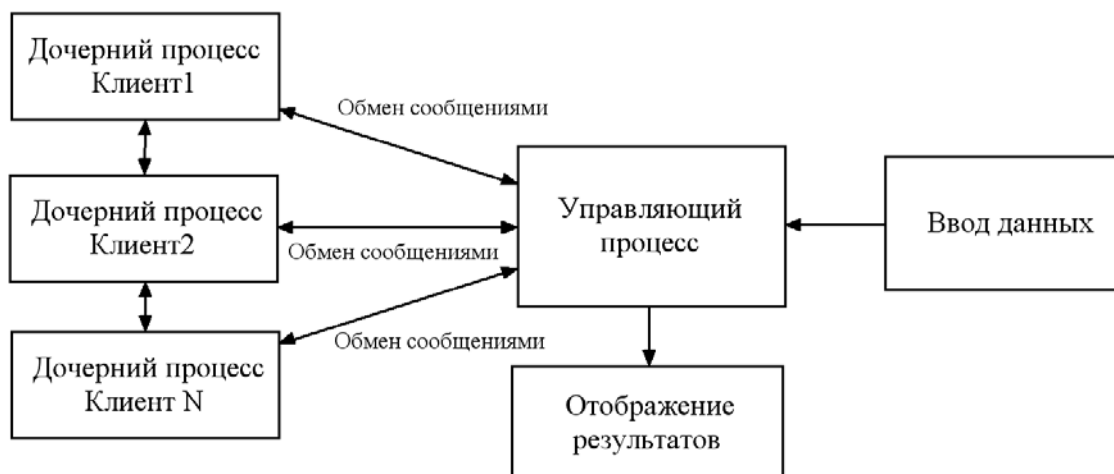 Дочерний процесс
Клиент1
Обмен сообщениями
Дочерний процесс
Клиент2
Обмен сообщениями
Управляющий
процесс
Ввод данных
Дочерний процесс
Клиент N
Обмен сообщениями
Отображение
результатов